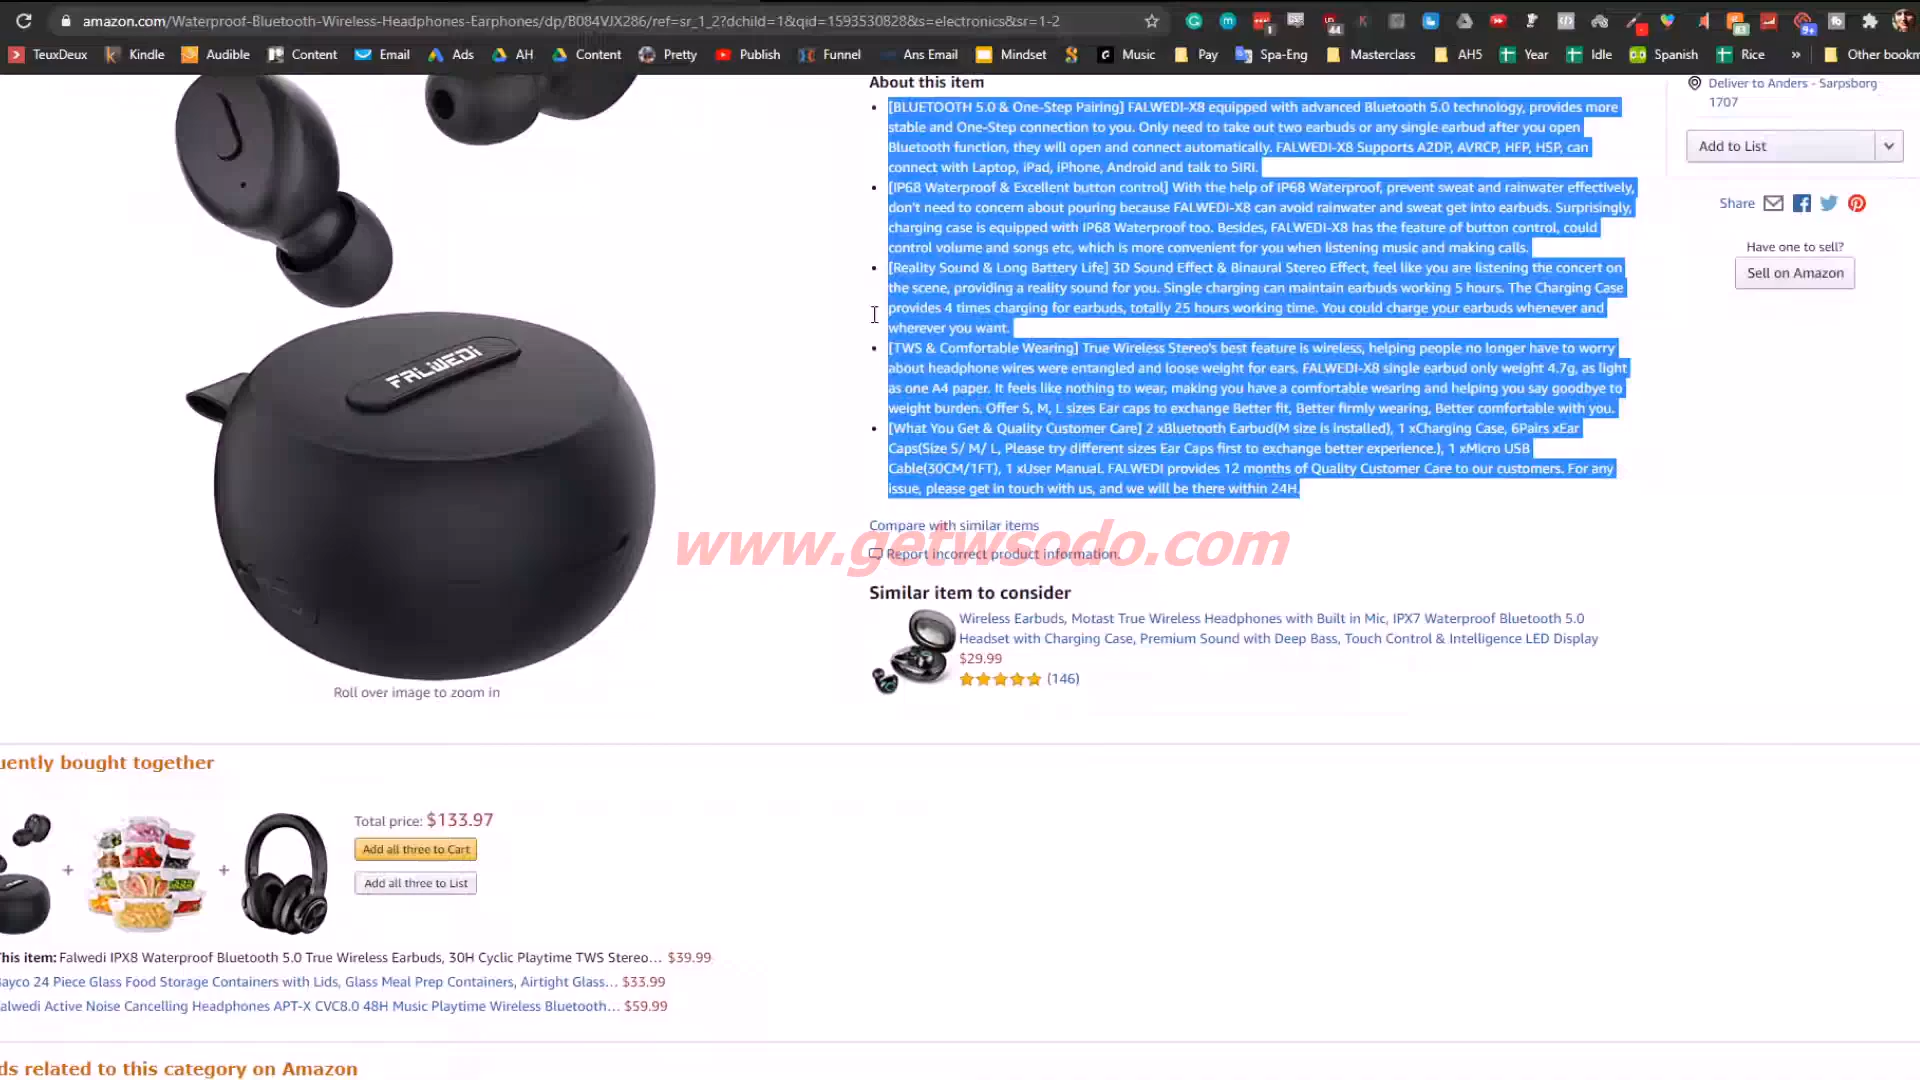 amazon.com/Waterproof-Bluetooth-Wireless-Headphones-Earphones/dp/B084VJX286/ref=sr_1_2?dchild=1&qid=1593530828&s=electronics&sr=1-2
TeuxDeux Kindle Audible Content Email Ads AH Content Pretty Publish Funnel Ans Email Mindset Music Pay Spa-Eng Masterclass AH5 Year Idle Spanish Rice » Other bookm
About this item
• [BLUETOOTH 5.0 & One-Step Pairing] FALWEDI-X8 equipped with advanced Bluetooth 5.0 technology, provides more
stable and One-Step connection to you. Only need to take out two earbuds or any single earbud after you open
Bluetooth function, they will open and connect automatically. FALWEDI-X8 Supports A2DP, AVRCP, HFP, HSP, can
connect with Laptop, iPad, iPhone, Android and talk to SIRI.
• [IP68 Waterproof & Excellent button control] With the help of IP68 Waterproof, prevent sweat and rainwater effectively,
don't need to concern about pouring because FALWEDI-X8 can avoid rainwater and sweat get into earbuds. Surprisingly,
charging case is equipped with IP68 Waterproof too. Besides, FALWEDI-X8 has the feature of button control, could
control volume and songs etc, which is more convenient for you when listening music and making calls.
• [Reality Sound & Long Battery Life] 3D Sound Effect & Binaural Stereo Effect, feel like you are listening the concert on
the scene, providing a reality sound for you. Single charging can maintain earbuds working 5 hours. The Charging Case
provides 4 times charging for earbuds, totally 25 hours working time. You could charge your earbuds whenever and
wherever you want.
• [TWS & Comfortable Wearing] True Wireless Stereo's best feature is wireless, helping people no longer have to worry
about headphone wires were entangled and loose weight for ears. FALWEDI-X8 single earbud only weight 4.7g, as light
as one A4 paper. It feels like nothing to wear, making you have a comfortable wearing and helping you say goodbye to
weight burden. Offer S, M, L sizes Ear caps to exchange Better fit, Better firmly wearing, Better comfortable with you.
• [What You Get & Quality Customer Care] 2 xBluetooth Earbud(M size is installed), 1 xCharging Case, 6Pairs xEar
Caps(Size S/ M/ L, Please try different sizes Ear Caps first to exchange better experience.), 1 xMicro USB
Cable(30CM/1FT), 1 xUser Manual. FALWEDI provides 12 months of Quality Customer Care to our customers. For any
issue, please get in touch with us, and we will be there within 24H.
Deliver to Anders - Sarpsborg
1707
Add to List
Share
Have one to sell?
Sell on Amazon
FALWEDI
Roll over image to zoom in
Compare with similar items
Report incorrect product information.
www.getwsodo.com
Similar item to consider
Wireless Earbuds, Motast True Wireless Headphones with Built in Mic, IPX7 Waterproof Bluetooth 5.0
Headset with Charging Case, Premium Sound with Deep Bass, Touch Control & Intelligence LED Display
$29.99
(146)
uently bought together
Total price: $133.97
Add all three to Cart
Add all three to List
+ +
This item: Falwedi IPX8 Waterproof Bluetooth 5.0 True Wireless Earbuds, 30H Cyclic Playtime TWS Stereo… $39.99
ayco 24 Piece Glass Food Storage Containers with Lids, Glass Meal Prep Containers, Airtight Glass… $33.99
alwedi Active Noise Cancelling Headphones APT-X CVC8.0 48H Music Playtime Wireless Bluetooth… $59.99
ds related to this category on Amazon